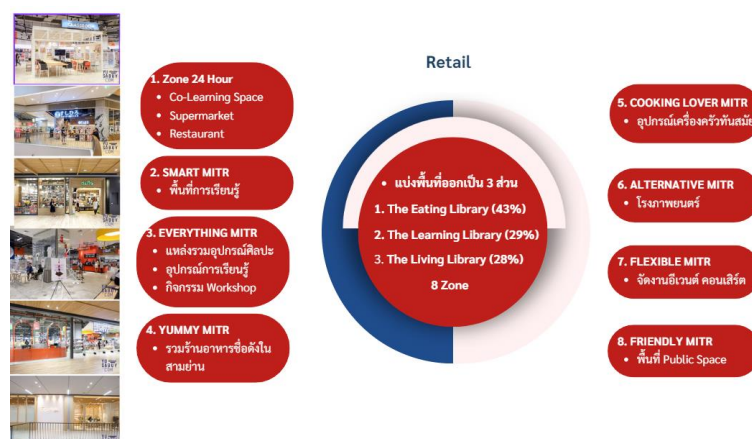 Retail
1. Zone 24 Hour
• Co-Learning Space
• Supermarket
• Restaurant
2. SMART MITR
• พื้นที่การเรียนรู้
3. EVERYTHING MITR
• แหล่งรวมอุปกรณ์ศิลปะ
• อุปกรณ์การเรียนรู้
• กิจกรรม Workshop
4. YUMMY MITR
• รวมร้านอาหารชื่อดังใน
สามย่าน
• แบ่งพื้นที่ออกเป็น 3 ส่วน
1. The Eating Library (43%)
2. The Learning Library (29%)
3. The Living Library (28%)
8 Zone
5. COOKING LOVER MITR
• อุปกรณ์เครื่องครัวทันสมัย
6. ALTERNATIVE MITR
• โรงภาพยนตร์
7. FLEXIBLE MITR
• จัดงานอีเวนต์ คอนเสิร์ต
8. FRIENDLY MITR
• พื้นที่ Public Space